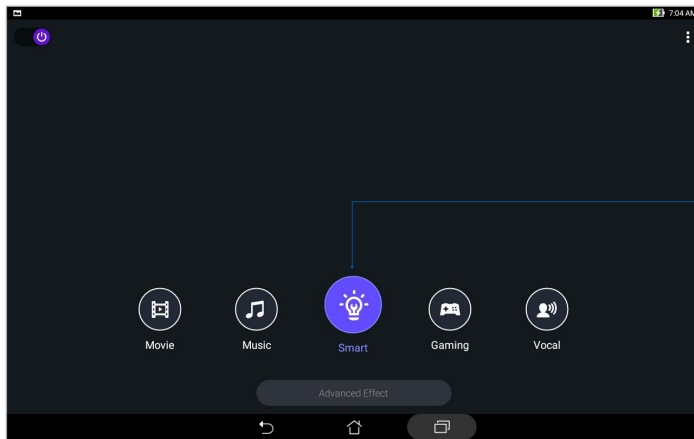 7:04 AM
Movie
Music
Smart
Gaming
Vocal
Advanced Effect